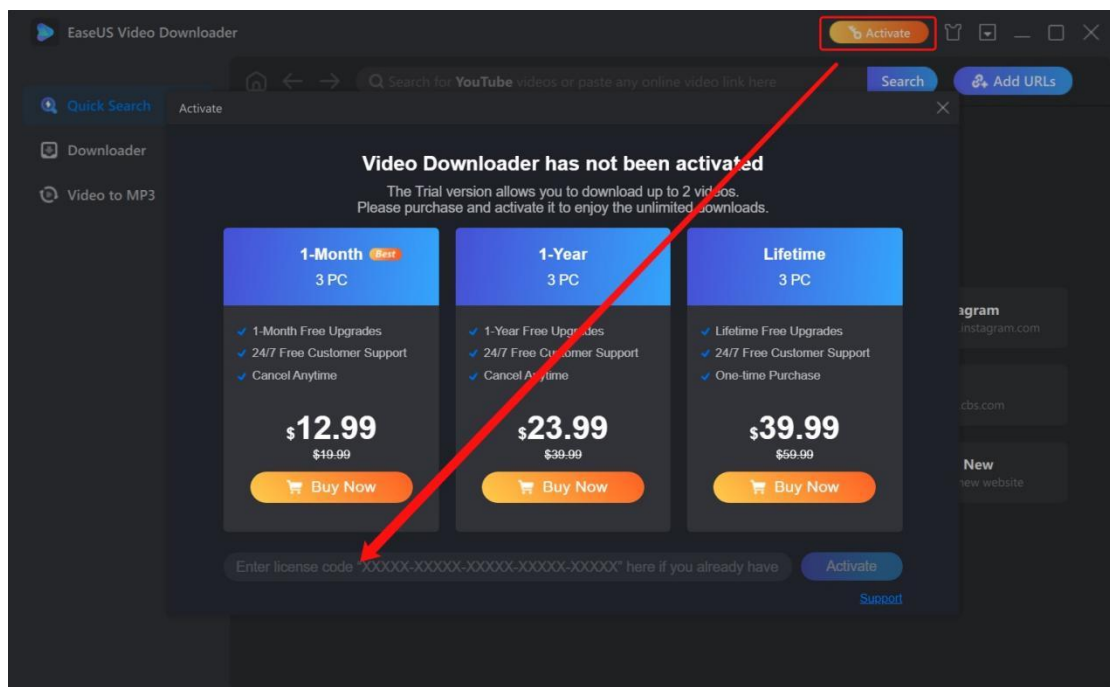 EaseUS Video Downloader
Activate
Search for YouTube videos or paste any online video link here
Search
Add URLs
Quick Search
Downloader
Video to MP3
Activate
Video Downloader has not been activated
The Trial version allows you to download up to 2 videos.
Please purchase and activate it to enjoy the unlimited downloads.
1-Month Best
3 PC
1-Month Free Upgrades
24/7 Free Customer Support
Cancel Anytime
$12.99
$19.99
Buy Now
1-Year
3 PC
1-Year Free Upgrades
24/7 Free Customer Support
Cancel Anytime
$23.99
$39.99
Buy Now
Lifetime
3 PC
Lifetime Free Upgrades
24/7 Free Customer Support
One-time Purchase
$39.99
$59.99
Buy Now
agram
instagram.com
cbs.com
New
new website
Enter license code "XXXXX-XXXXX-XXXXX-XXXXX-XXXXX" here if you already have
Activate
Support